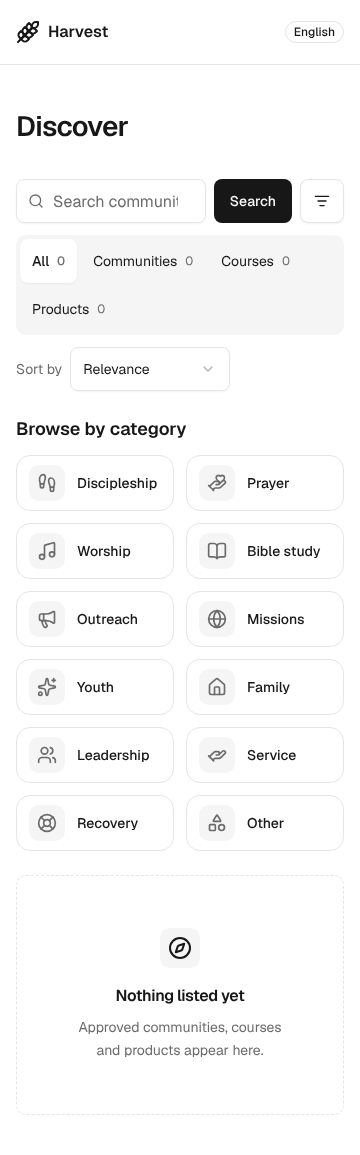 Harvest
English
Discover
Search communit
Search
All 0
Communities 0
Courses 0
Products 0
Sort by
Relevance
Browse by category
Discipleship
Prayer
Worship
Bible study
Outreach
Missions
Youth
Family
Leadership
Service
Recovery
Other
Nothing listed yet
Approved communities, courses
and products appear here.